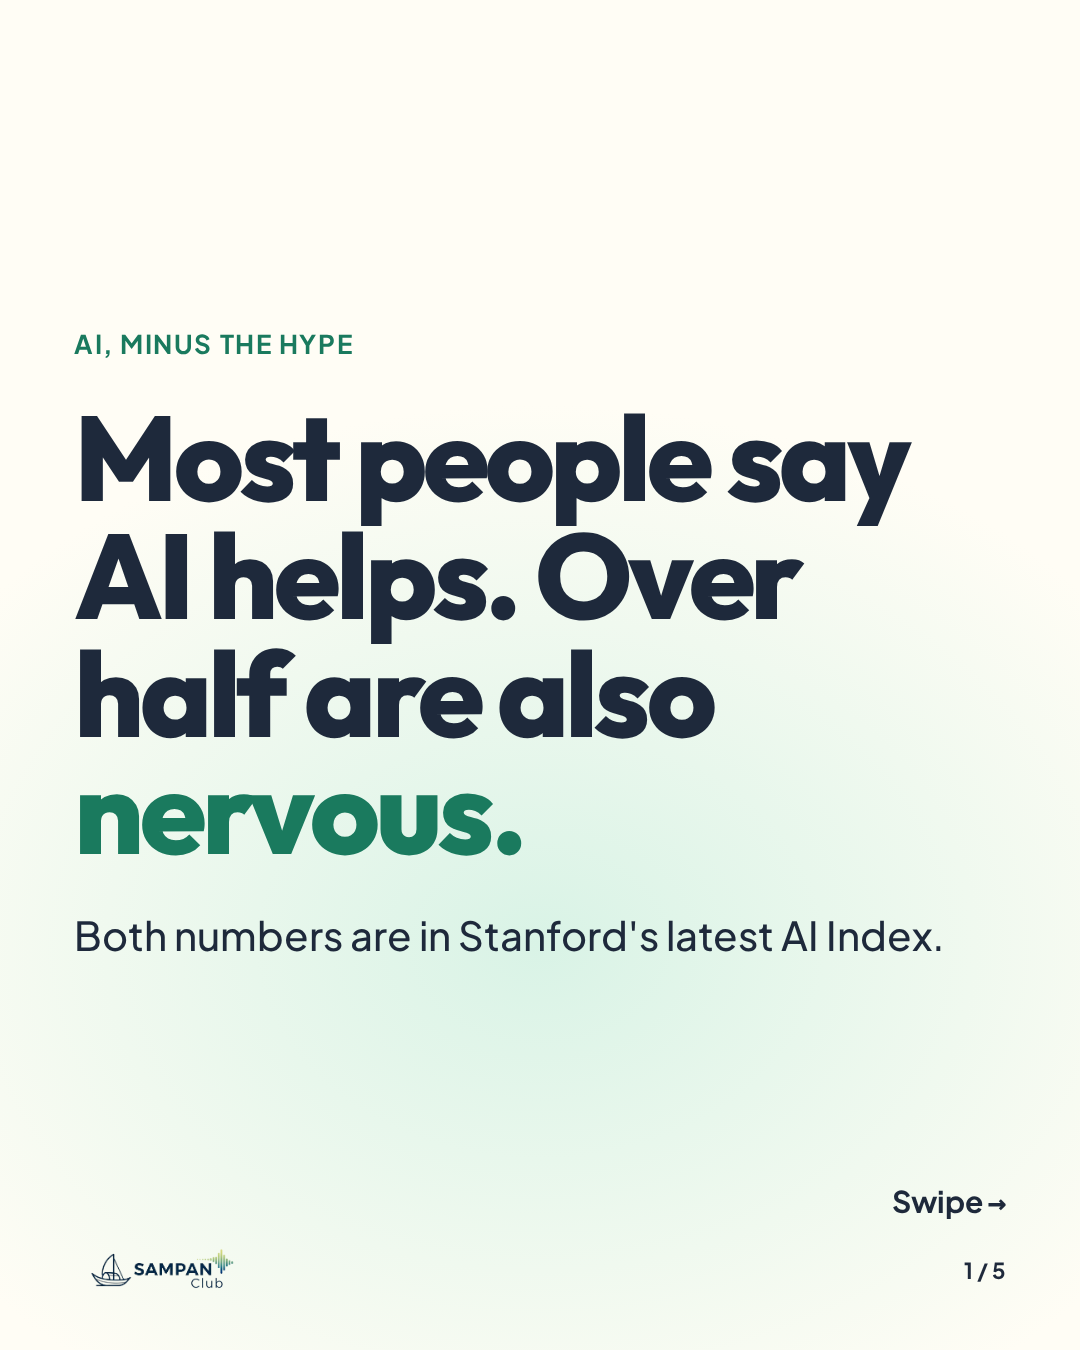 AI, MINUS THE HYPE
Most people say
AI helps. Over
half are also
nervous.
Both numbers are in Stanford's latest AI Index.
Swipe →
SAMPAN
Club
1 / 5